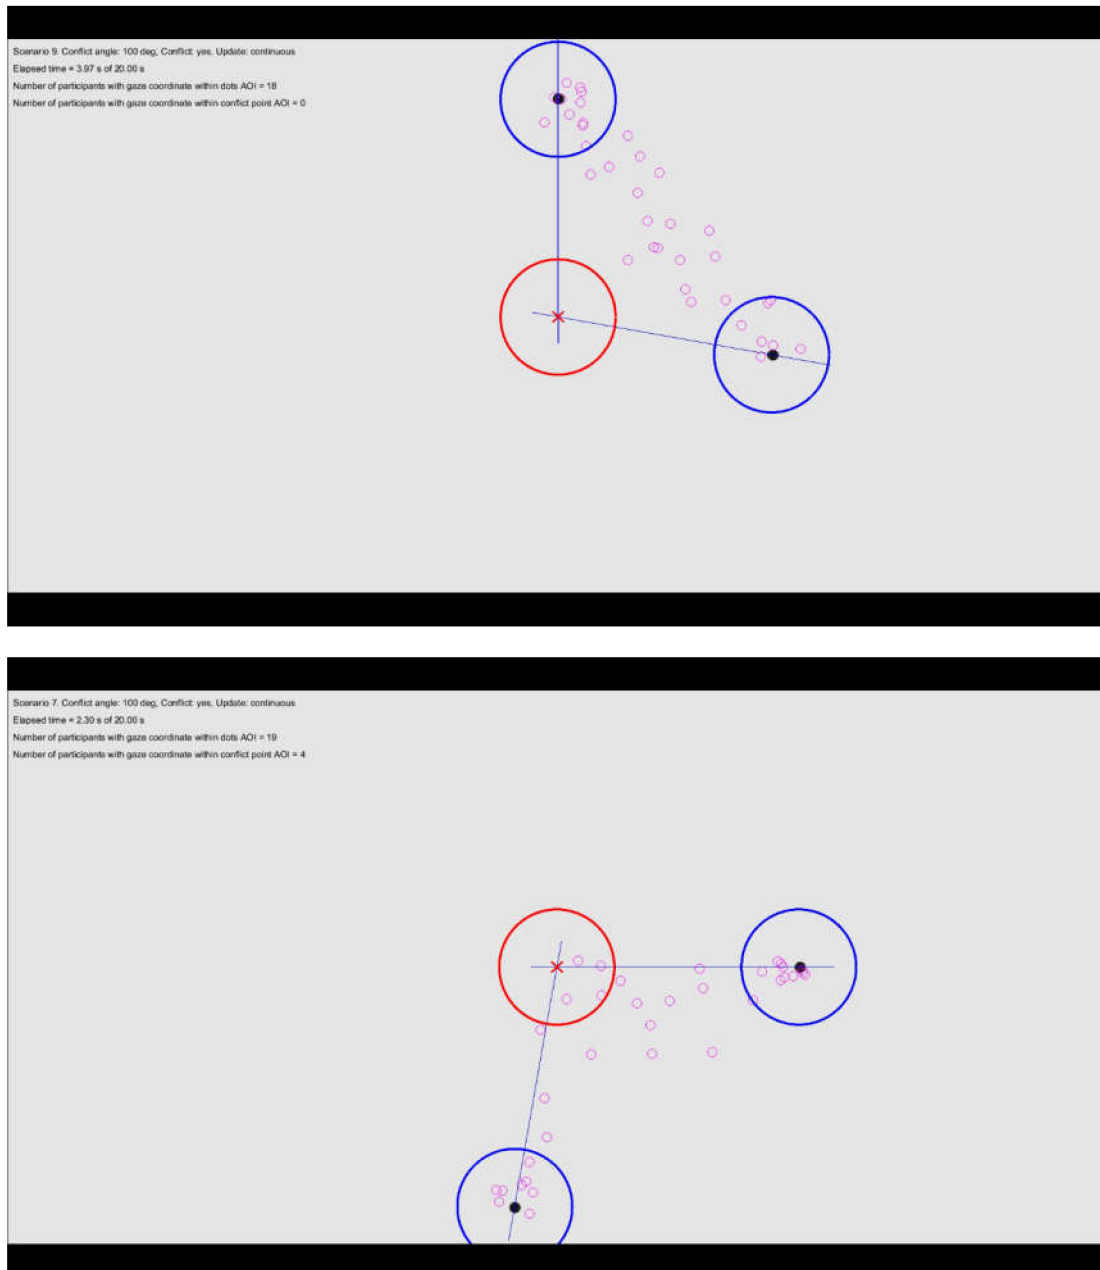 Scenario 9. Conflict angle: 100 deg, Conflict: yes, Update: continuous
Elapsed time = 3.97 s of 20.00 s
Number of participants with gaze coordinate within dots AOI = 18
Number of participants with gaze coordinate within conflict point AOI = 0
Scenario 7. Conflict angle: 100 deg, Conflict: yes, Update: continuous
Elapsed time = 2.30 s of 20.00 s
Number of participants with gaze coordinate within dots AOI = 19
Number of participants with gaze coordinate within conflict point AOI = 4